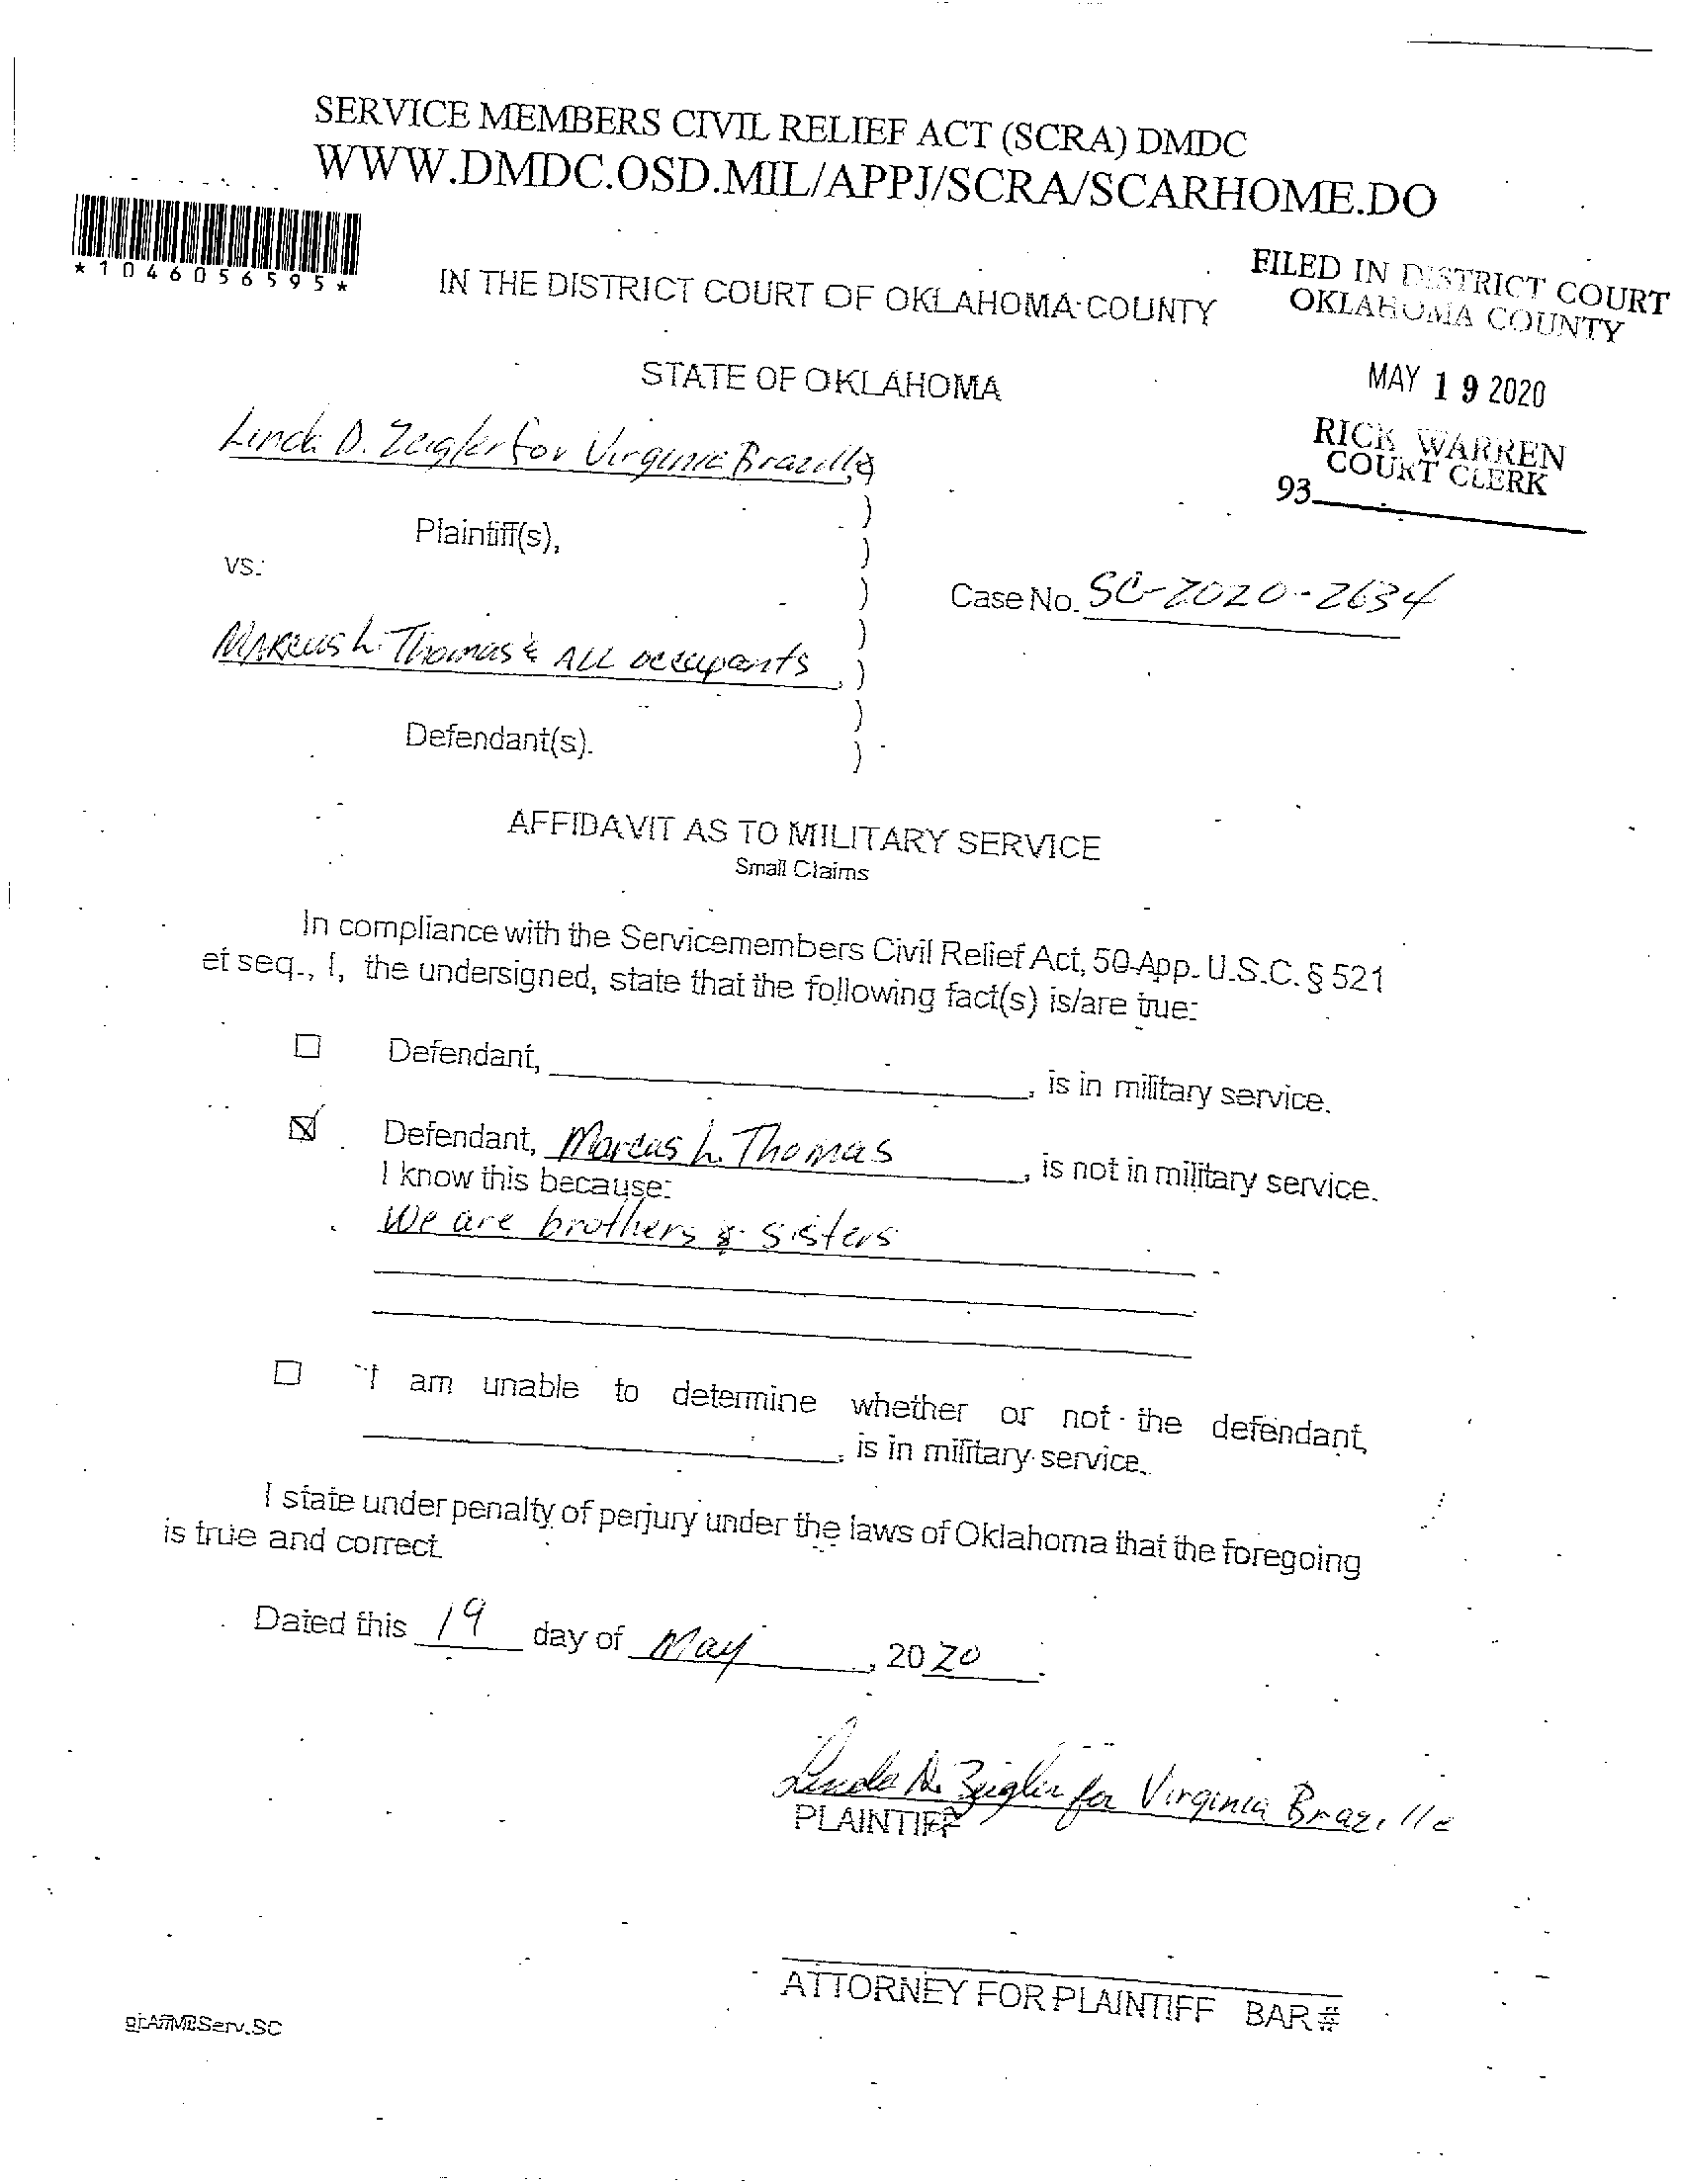 SERVICE MEMBERS CIVIL RELIEF ACT (SCRA) DMDC
WWW.DMDC.OSD.MIL/APPJ/SCRA/SCARHOME.DO
*1046056595*
IN THE DISTRICT COURT OF OKLAHOMA COUNTY
FILED IN DISTRICT COURT
OKLAHOMA COUNTY
STATE OF OKLAHOMA
MAY 19 2020
RICK WARREN
COURT CLERK
93
Linda D. Zeigler for Virginia Brazille,
)
Plaintiff(s),
)
vs.
)
Case No. SC-2020-2634
)
Marcus L. Thomas & ALL occupants, )
)
Defendant(s).
)
AFFIDAVIT AS TO MILITARY SERVICE
Small Claims
In compliance with the Servicemembers Civil Relief Act, 50 App. U.S.C. § 521
et seq., I, the undersigned, state that the following fact(s) is/are true:
☐ Defendant, , is in military service.
☒ Defendant, Marcus L. Thomas, is not in military service.
I know this because:
We are brothers & sisters
☐ I am unable to determine whether or not the defendant,
, is in military service.
I state under penalty of perjury under the laws of Oklahoma that the foregoing
is true and correct.
Dated this 19 day of May, 2020.
Linda D. Zeigler for Virginia Brazille
PLAINTIFF
ATTORNEY FOR PLAINTIFF BAR #